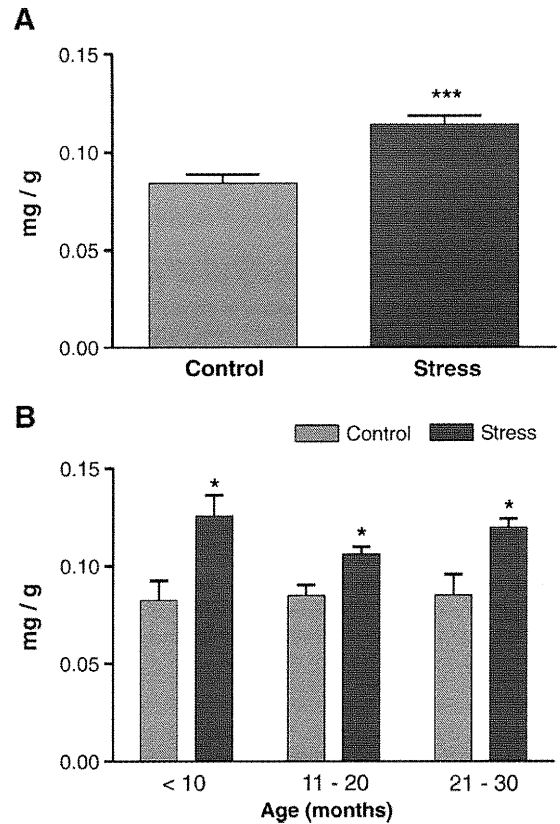 A
0.15
***
0.10
mg / g
0.05
0.00
Control Stress
B
Control Stress
0.15
* * *
0.10
mg / g
0.05
0.00
< 10 11 - 20 21 - 30
Age (months)